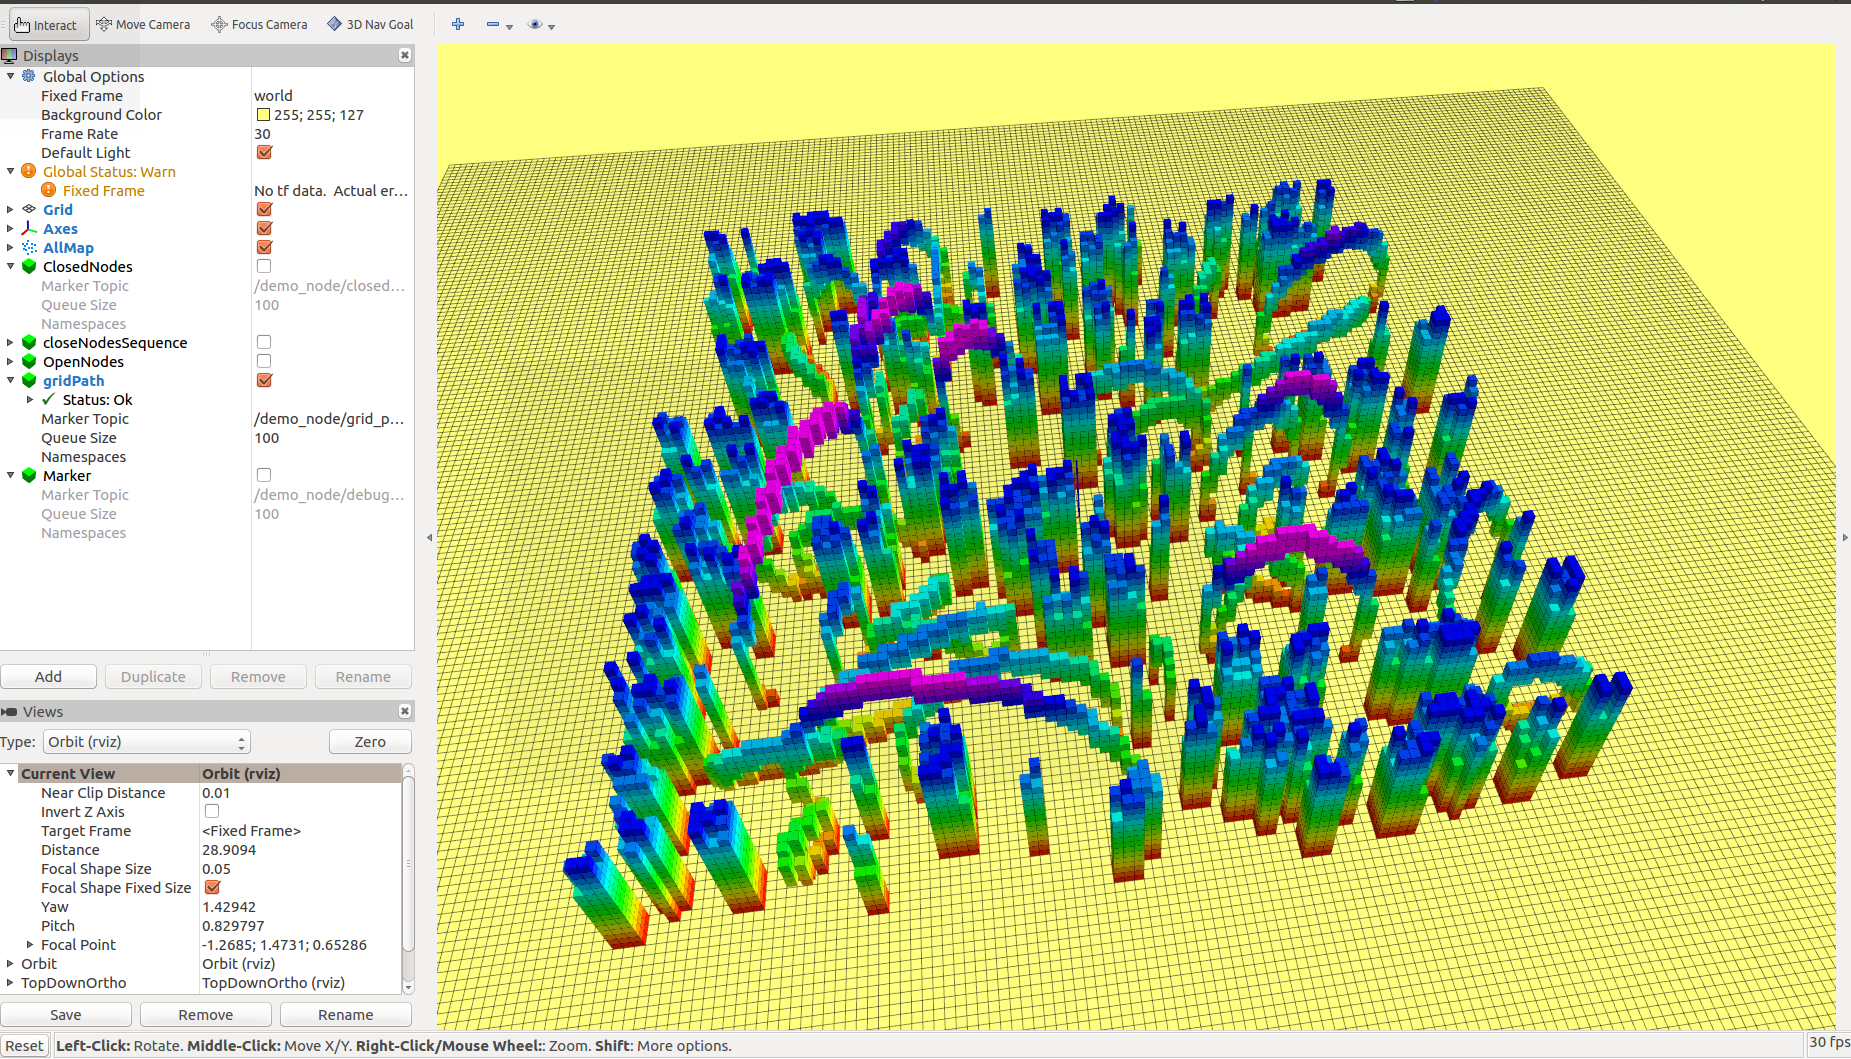 Interact Move Camera Focus Camera 3D Nav Goal
Displays
Global Options
Fixed Frame world
Background Color 255; 255; 127
Frame Rate 30
Default Light
Global Status: Warn
Fixed Frame No tf data.  Actual er...
Grid
Axes
AllMap
ClosedNodes
Marker Topic /demo_node/closed...
Queue Size 100
Namespaces
closeNodesSequence
OpenNodes
gridPath
Status: Ok
Marker Topic /demo_node/grid_p...
Queue Size 100
Namespaces
Marker
Marker Topic /demo_node/debug...
Queue Size 100
Namespaces
Add Duplicate Remove Rename
Views
Type: Orbit (rviz) Zero
Current View Orbit (rviz)
Near Clip Distance 0.01
Invert Z Axis
Target Frame <Fixed Frame>
Distance 28.9094
Focal Shape Size 0.05
Focal Shape Fixed Size
Yaw 1.42942
Pitch 0.829797
Focal Point -1.2685; 1.4731; 0.65286
Orbit Orbit (rviz)
TopDownOrtho TopDownOrtho (rviz)
Save Remove Rename
Reset Left-Click: Rotate. Middle-Click: Move X/Y. Right-Click/Mouse Wheel:: Zoom. Shift: More options. 30 fps